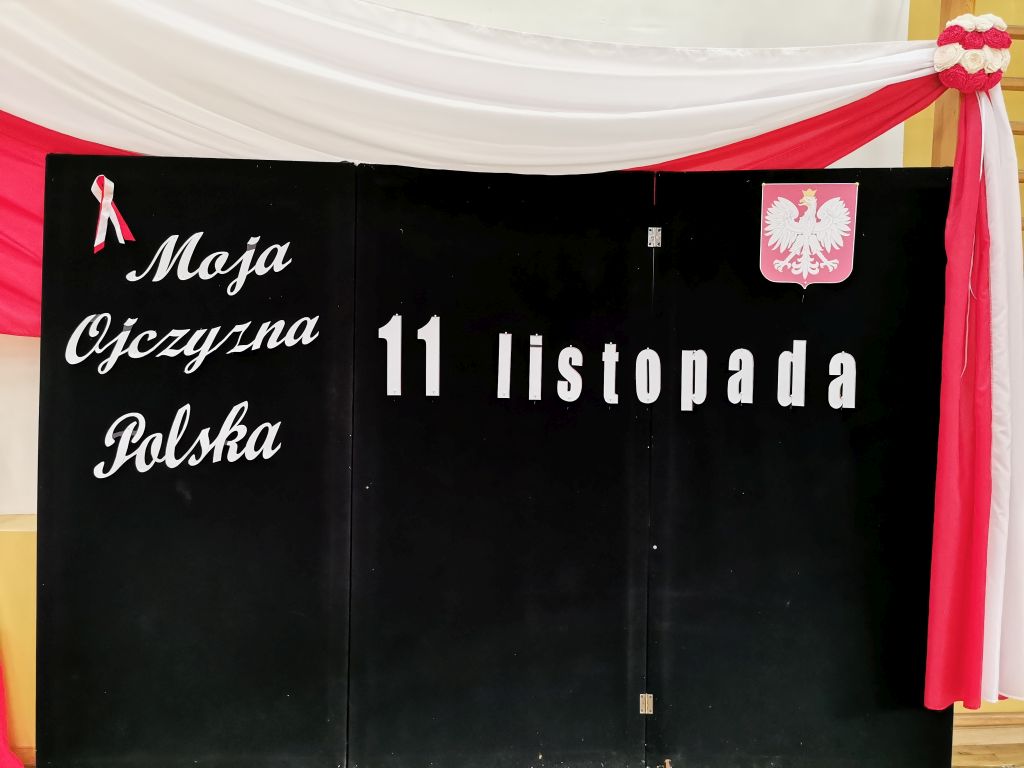 Moja
Ojczyzna
Polska
11 listopada